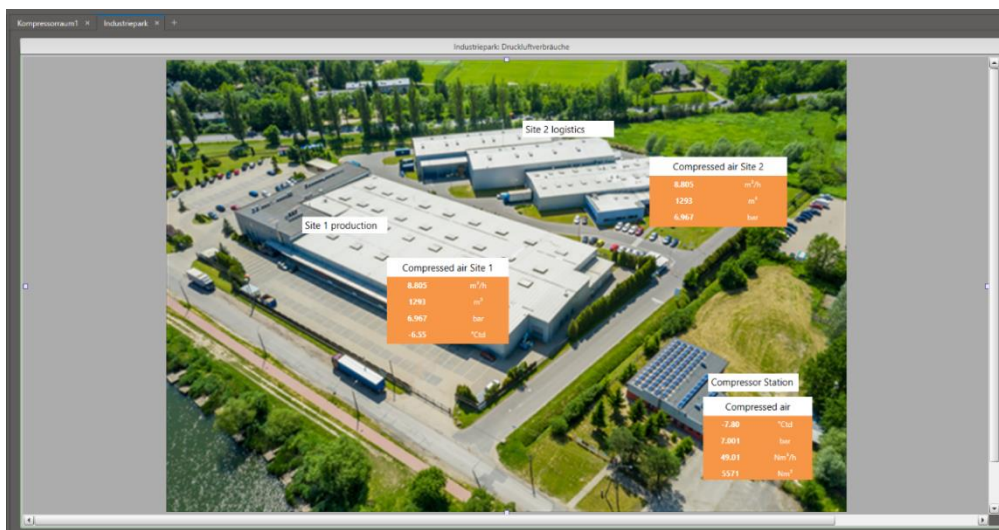 Kompressorraum1 × Industriepark × +
Industriepark: Druckluftverbräuche
Site 2 logistics
Compressed air Site 2
8.805 m³/h
1293 m³
6.967 bar
Site 1 production
Compressed air Site 1
8.805 m³/h
1293 m³
6.967 bar
-6.55 °Ctd
Compressor Station
Compressed air
-7.80 °Ctd
7.001 bar
49.01 Nm³/h
5571 Nm³